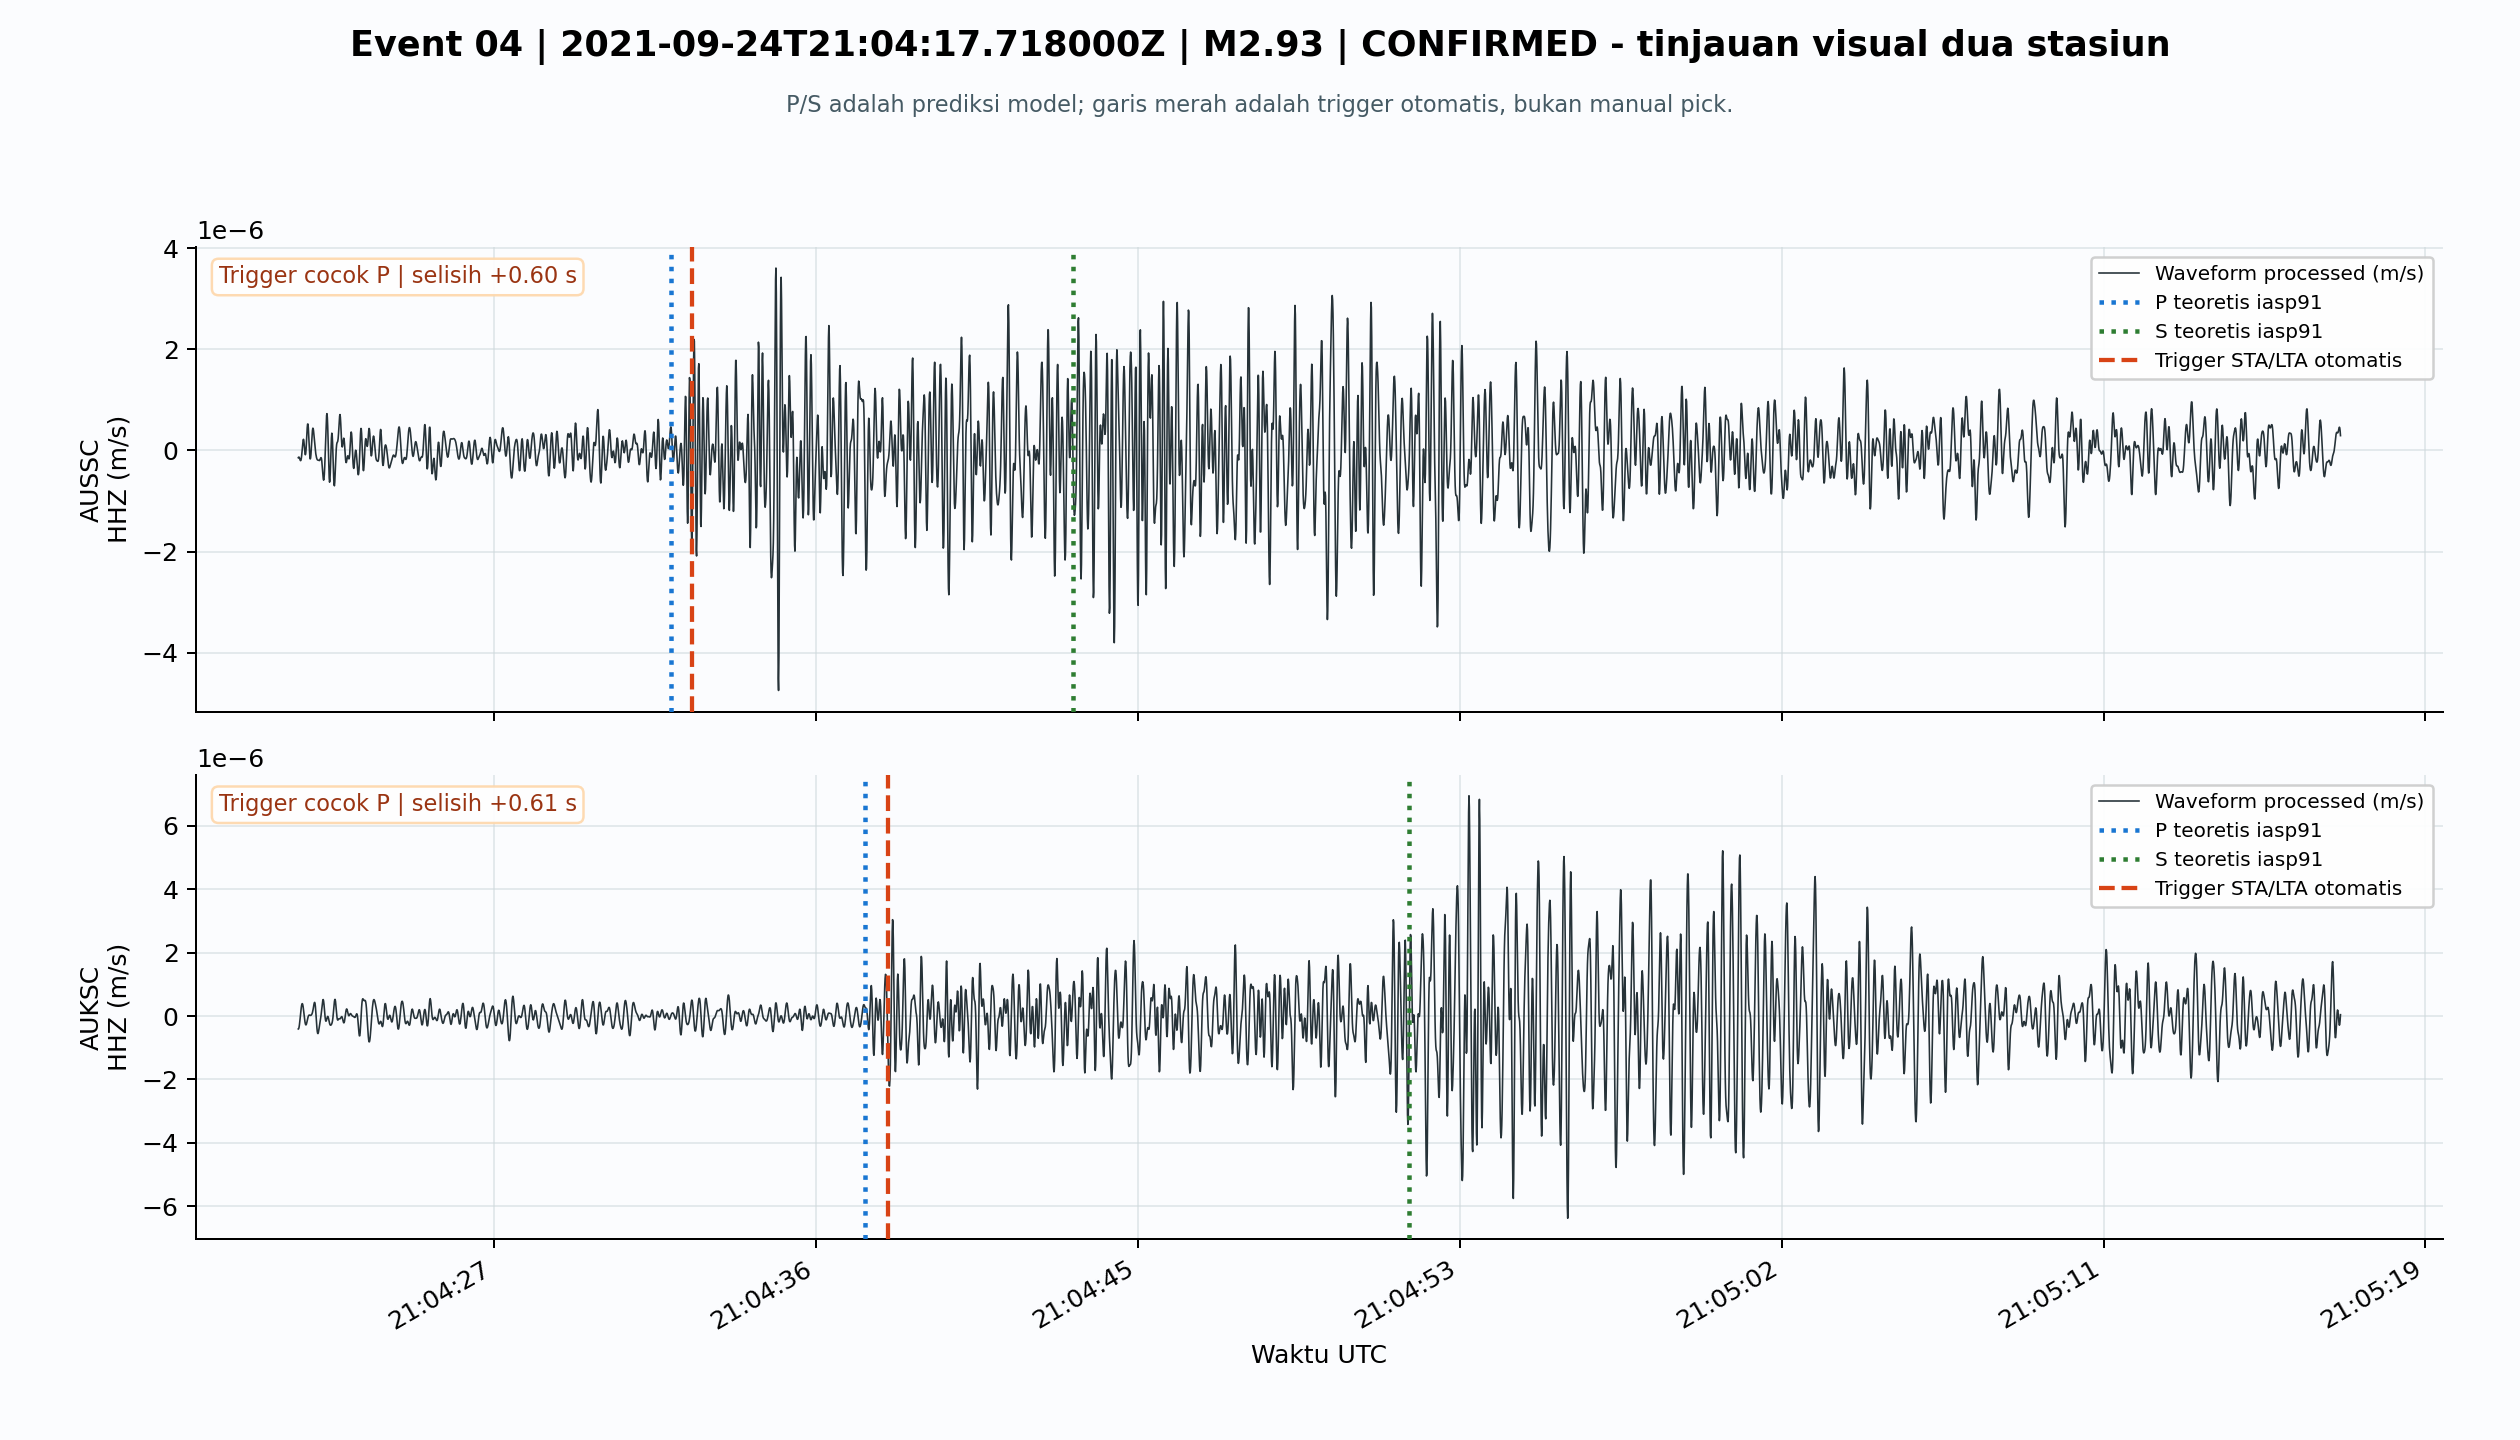 Event 04 | 2021-09-24T21:04:17.718000Z | M2.93 | CONFIRMED - tinjauan visual dua stasiun
P/S adalah prediksi model; garis merah adalah trigger otomatis, bukan manual pick.
1e−6
Trigger cocok P | selisih +0.60 s
Waveform processed (m/s)
P teoretis iasp91
S teoretis iasp91
Trigger STA/LTA otomatis
4
2
0
−2
−4
AUSSC
HHZ (m/s)
1e−6
Trigger cocok P | selisih +0.61 s
Waveform processed (m/s)
P teoretis iasp91
S teoretis iasp91
Trigger STA/LTA otomatis
6
4
2
0
−2
−4
−6
AUKSC
HHZ (m/s)
21:04:27
21:04:36
21:04:45
21:04:53
21:05:02
21:05:11
21:05:19
Waktu UTC